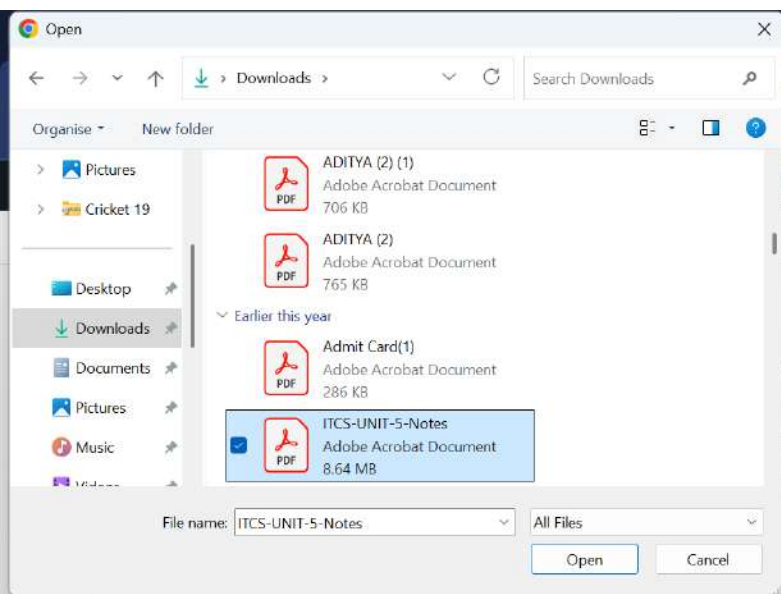 Open
Downloads
Search Downloads
Organise
New folder
Pictures
Cricket 19
Desktop
Downloads
Documents
Pictures
Music
Videos
ADITYA (2) (1)
Adobe Acrobat Document
706 KB
PDF
ADITYA (2)
Adobe Acrobat Document
765 KB
PDF
Earlier this year
Admit Card(1)
Adobe Acrobat Document
286 KB
PDF
ITCS-UNIT-5-Notes
Adobe Acrobat Document
8.64 MB
PDF
File name: ITCS-UNIT-5-Notes
All Files
Open
Cancel